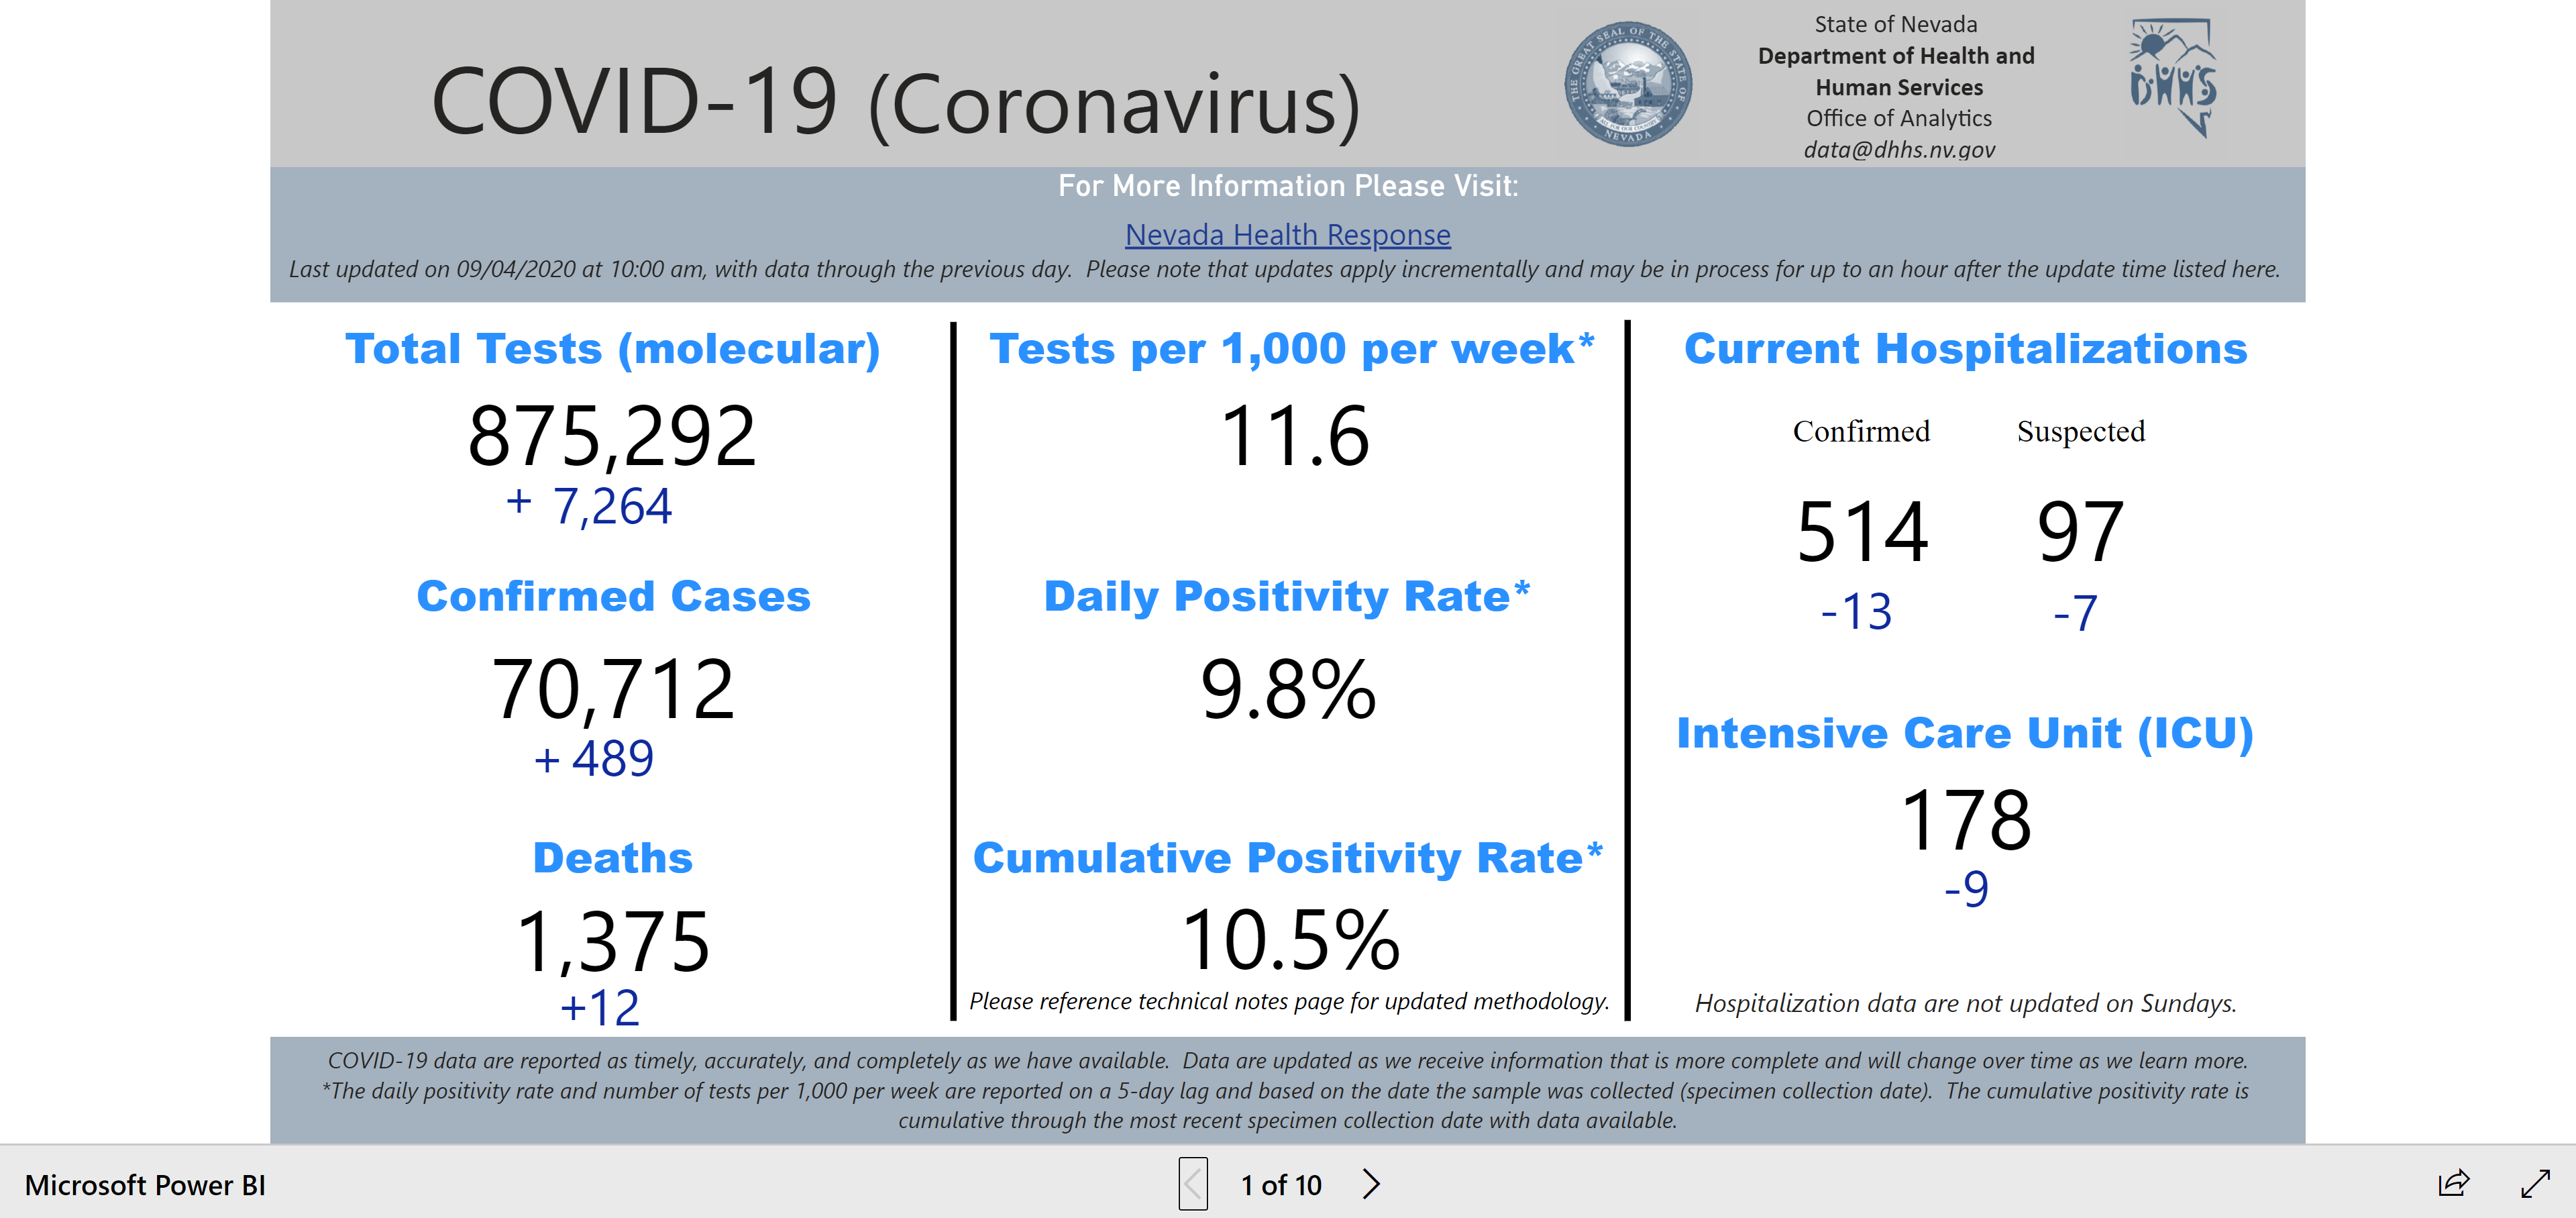 COVID-19 (Coronavirus)
THE GREAT SEAL OF THE STATE OF
NEVADA
ALL FOR OUR COUNTRY
State of Nevada
Department of Health and
Human Services
Office of Analytics
data@dhhs.nv.gov
DHHS
For More Information Please Visit:
Nevada Health Response
Last updated on 09/04/2020 at 10:00 am, with data through the previous day.  Please note that updates apply incrementally and may be in process for up to an hour after the update time listed here.
Total Tests (molecular)
875,292
+ 7,264
Confirmed Cases
70,712
+ 489
Deaths
1,375
+12
Tests per 1,000 per week*
11.6
Daily Positivity Rate*
9.8%
Cumulative Positivity Rate*
10.5%
Please reference technical notes page for updated methodology.
Current Hospitalizations
Confirmed Suspected
514 97
-13 -7
Intensive Care Unit (ICU)
178
-9
Hospitalization data are not updated on Sundays.
COVID-19 data are reported as timely, accurately, and completely as we have available.  Data are updated as we receive information that is more complete and will change over time as we learn more.
*The daily positivity rate and number of tests per 1,000 per week are reported on a 5-day lag and based on the date the sample was collected (specimen collection date).  The cumulative positivity rate is
cumulative through the most recent specimen collection date with data available.
Microsoft Power BI
1 of 10